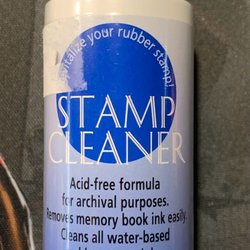 vitalize your rubber stamp!
STAMP
CLEANER
Acid-free formula
for archival purposes.
Removes memory book ink easily.
Cleans all water-based